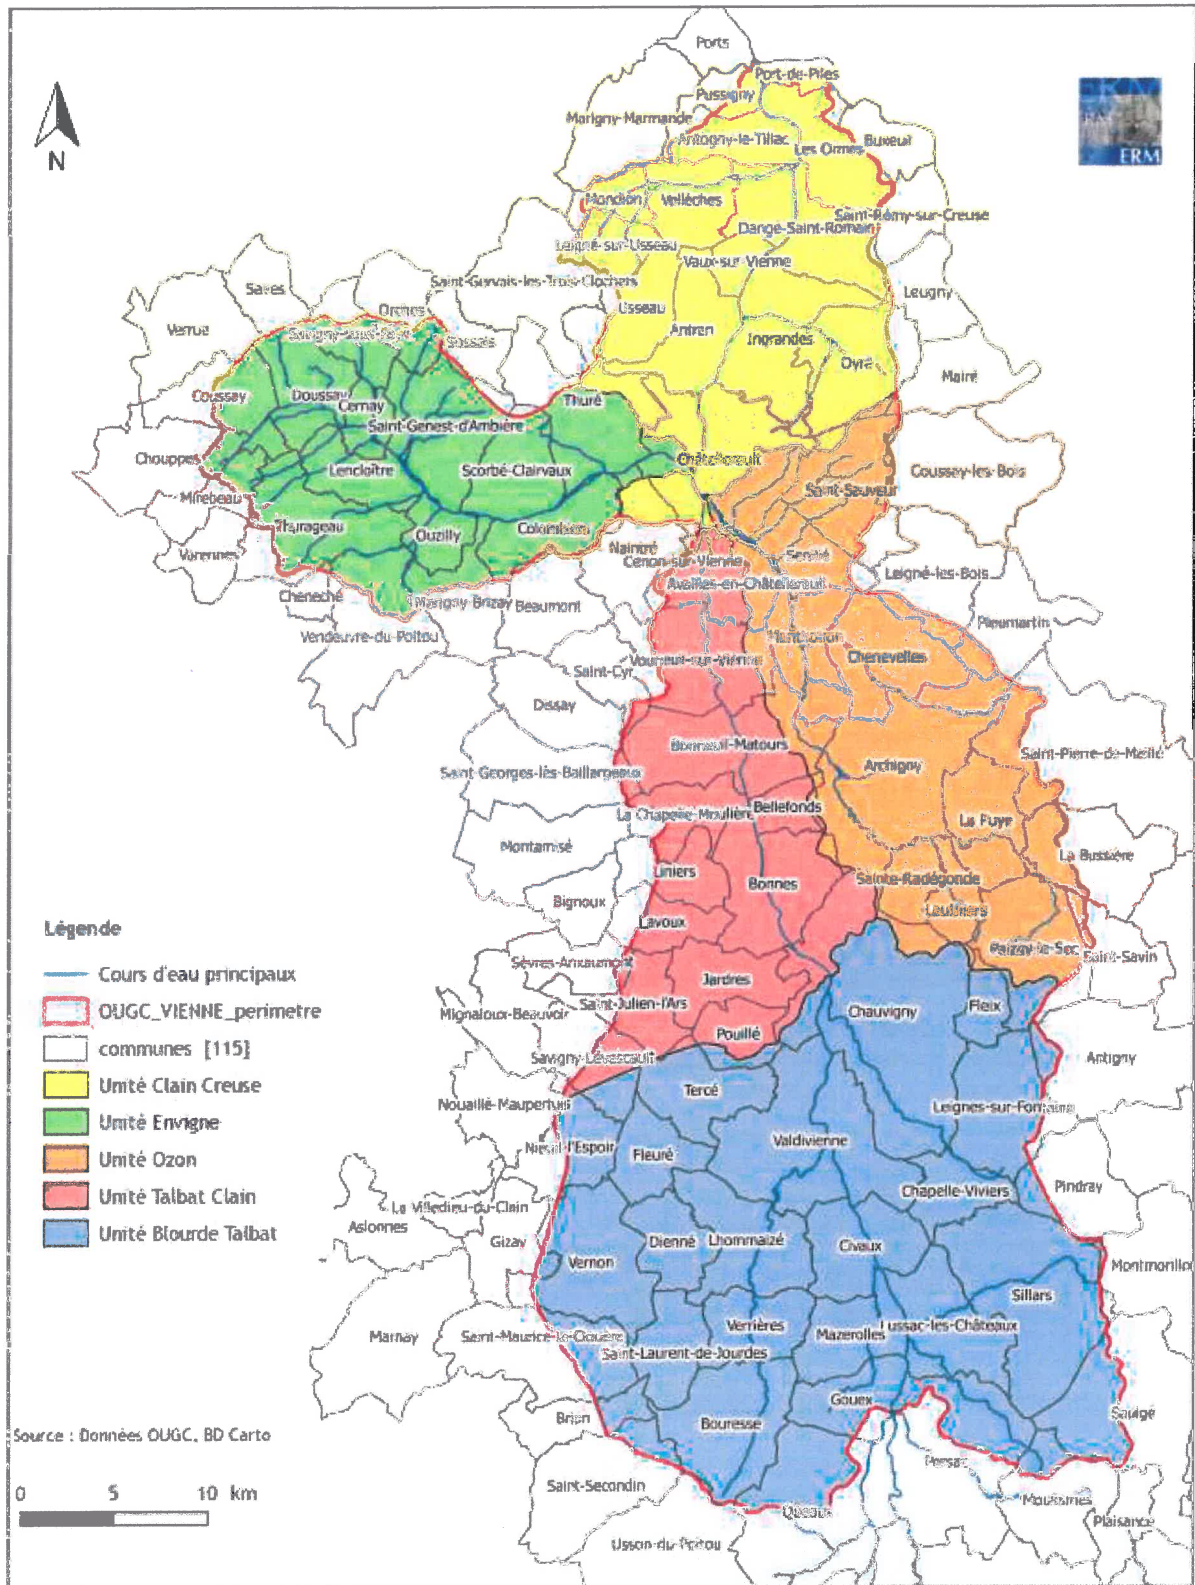 Ports
Port-de-Piles
Pussigny
Marigny-Marmande
Antogny-le-Tillac
Les Ormes
Buxeuil
N
ERM
Mondion
Vellèches
Saint-Rémy-sur-Creuse
Dangé-Saint-Romain
Leigné-sur-Usseau
Vaux-sur-Vienne
Saint-Gervais-les-Trois-Clochers
Leugny
Saires
Orches
Usseau
Verrue
Savigny-sous-Faye
Sossais
Antran
Ingrandes
Oyré
Mairé
Coussay
Doussay
Cernay
Thuré
Saint-Genest-d'Ambière
Chouppes
Lencloître
Scorbé-Clairvaux
Châtellerault
Coussay-les-Bois
Mirebeau
Saint-Sauveur
Thurageau
Ouzilly
Colombiers
Varennes
Naintré
Cenon-sur-Vienne
Senillé
Leigné-les-Bois
Availles-en-Châtellerault
Cheneché
Marigny-Brizay
Beaumont
Pleumartin
Vendeuvre-du-Poitou
Monthoiron
Chenevelles
Saint-Cyr
Vouneuil-sur-Vienne
Dissay
Bonneuil-Matours
Saint-Pierre-de-Maillé
Saint-Georges-lès-Baillargeaux
Archigny
La Chapelle-Moulière
Bellefonds
La Puye
Montamisé
La Bussière
Liniers
Bonnes
Sainte-Radégonde
Bignoux
Lauthiers
Lavoux
Paizay-le-Sec
Saint-Savin
Sèvres-Anxaumont
Jardres
Saint-Julien-l'Ars
Mignaloux-Beauvoir
Chauvigny
Fleix
Pouillé
Savigny-Lévescault
Antigny
Tercé
Nouaillé-Maupertuis
Leignes-sur-Fontaine
Nieuil-l'Espoir
Fleuré
Valdivienne
Chapelle-Viviers
Pindray
La Villedieu-du-Clain
Aslonnes
Gizay
Dienné
Lhommaizé
Civaux
Vernon
Montmorillo
Sillars
Marnay
Saint-Maurice-la-Clouère
Verrières
Mazerolles
Lussac-les-Châteaux
Saint-Laurent-de-Jourdes
Gouex
Brion
Bouresse
Saulgé
Persac
Saint-Secondin
Moulismes
Queaux
Plaisance
Usson-du-Poitou
Légende
Cours d'eau principaux
OUGC_VIENNE_perimetre
communes [115]
Unité Clain Creuse
Unité Envigne
Unité Ozon
Unité Talbat Clain
Unité Blourde Talbat
Source : Données OUGC, BD Carto
0 5 10 km